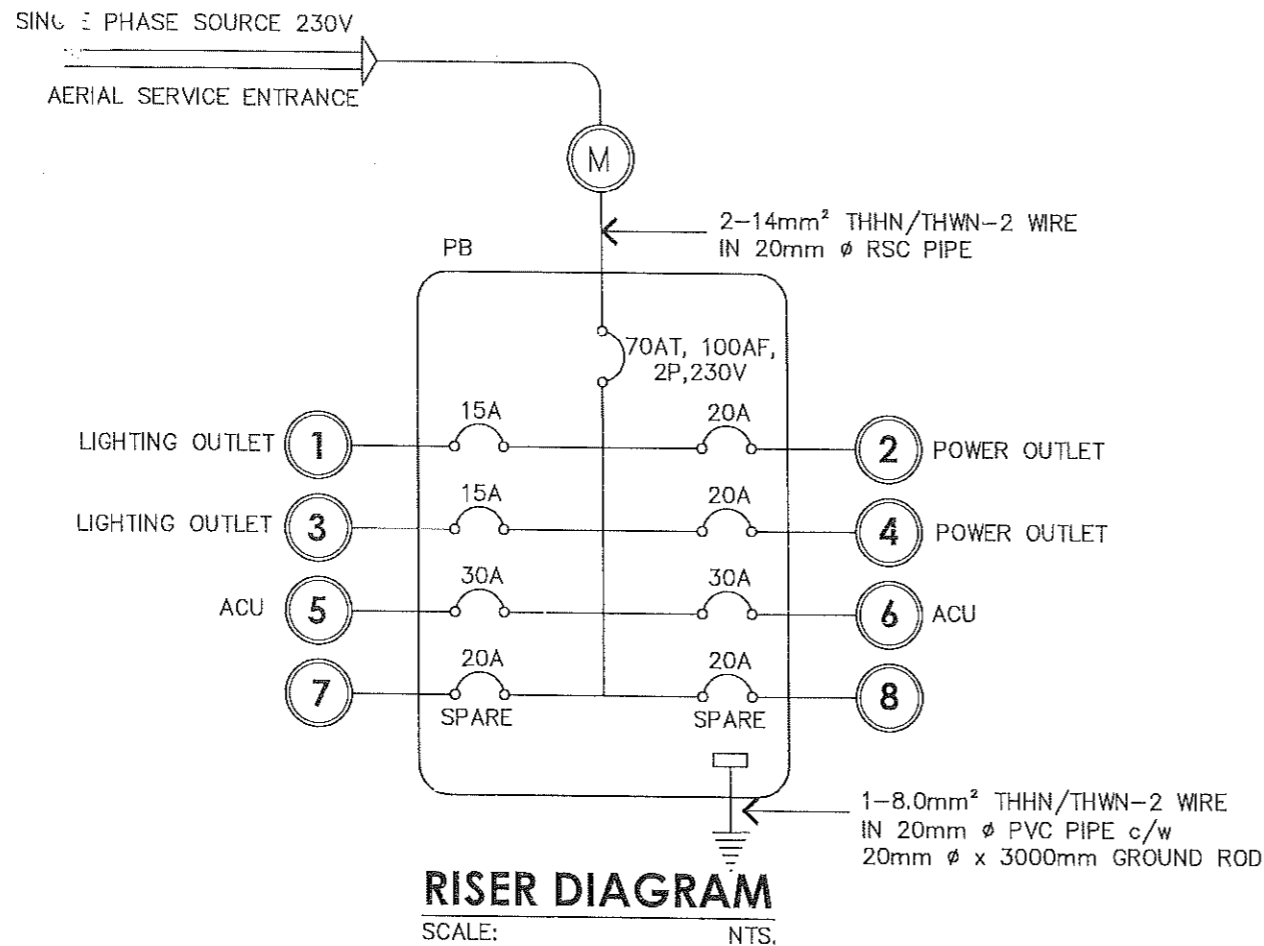 PHASE SOURCE 230V
AERIAL SERVICE ENTRANCE
M
2-14mm² THHN/THWN-2 WIRE
IN 20mm ø RSC PIPE
PB
70AT, 100AF,
2P,230V
LIGHTING OUTLET 1 15A 20A 2 POWER OUTLET
LIGHTING OUTLET 3 15A 20A 4 POWER OUTLET
ACU 5 30A 30A 6 ACU
7 20A 20A 8
SPARE SPARE
1-8.0mm² THHN/THWN-2 WIRE
IN 20mm ø PVC PIPE c/w
20mm ø x 3000mm GROUND ROD
RISER DIAGRAM
SCALE: NTS.